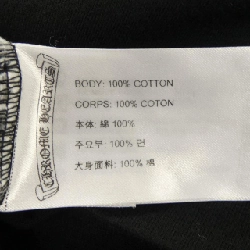 CHROME HEARTS
BODY: 100% COTTON
CORPS: 100% COTON
本体: 綿 100%
주요부: 100% 면
大身面料: 100% 棉